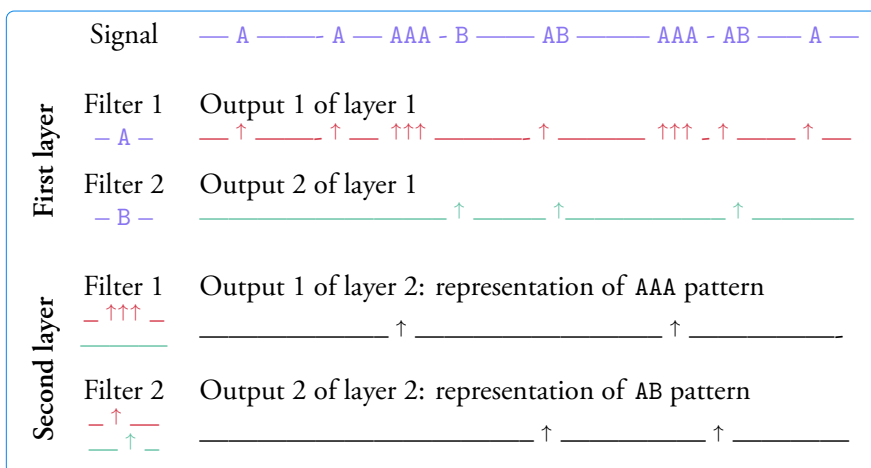 Signal — A ——— A — AAA - B —— AB ——— AAA - AB —— A —
First layer
Filter 1 Output 1 of layer 1
— A — — ↑ ——— ↑ — ↑↑↑ ———— ↑ ——— ↑↑↑ - ↑ —— ↑ —
Filter 2 Output 2 of layer 1
— B — ———————— ↑ ——— ↑ ————— ↑ ————
Second layer
Filter 1 Output 1 of layer 2: representation of AAA pattern
— ↑↑↑ — —————— ↑ ———————— ↑ —————
Filter 2 Output 2 of layer 2: representation of AB pattern
— ↑ —
— ↑ — ——————————— ↑ ————— ↑ ————